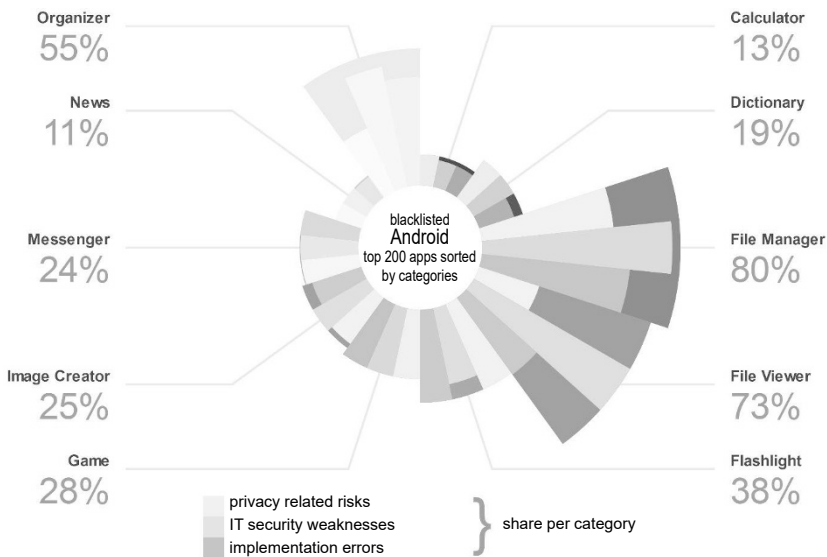 Organizer
55%
News
11%
Messenger
24%
Image Creator
25%
Game
28%
blacklisted
Android
top 200 apps sorted
by categories
Calculator
13%
Dictionary
19%
File Manager
80%
File Viewer
73%
Flashlight
38%
privacy related risks
IT security weaknesses
implementation errors
share per category